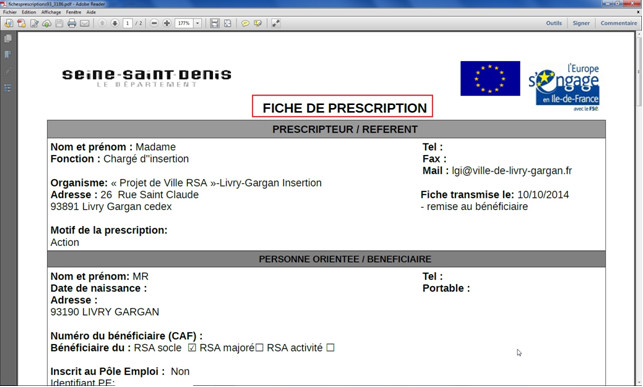 fichesprescriptions93_1186.pdf - Adobe Reader
Fichier Edition Affichage Fenêtre Aide
1 / 2 177% Outils Signer Commentaire
seine-saint-denis
LE DÉPARTEMENT
l'Europe
s'engage
en Ile-de-France
avec le FSE
FICHE DE PRESCRIPTION
PRESCRIPTEUR / REFERENT
Nom et prénom : Madame Tel :
Fonction : Chargé d"insertion Fax :
Mail : lgi@ville-de-livry-gargan.fr
Organisme: « Projet de Ville RSA »-Livry-Gargan Insertion
Adresse : 26 Rue Saint Claude Fiche transmise le: 10/10/2014
93891 Livry Gargan cedex - remise au bénéficiaire
Motif de la prescription:
Action
PERSONNE ORIENTEE / BENEFICIAIRE
Nom et prénom: MR Tel :
Date de naissance : Portable :
Adresse :
93190 LIVRY GARGAN
Numéro du bénéficiaire (CAF) :
Bénéficiaire du : RSA socle ☑ RSA majoré☐ RSA activité ☐
Inscrit au Pôle Emploi : Non
Identifiant PE: